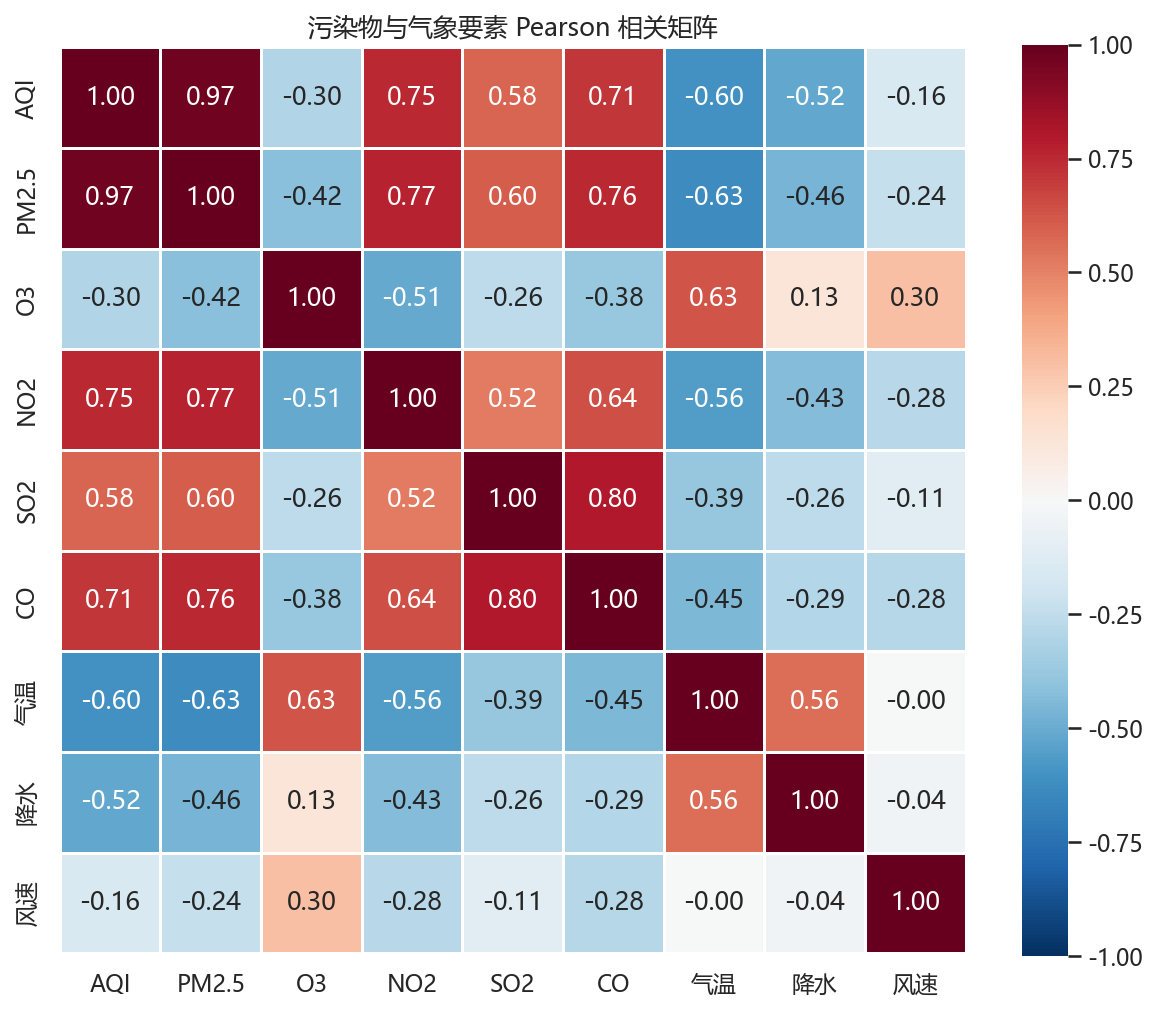 污染物与气象要素 Pearson 相关矩阵
AQI 1.00 0.97 -0.30 0.75 0.58 0.71 -0.60 -0.52 -0.16
PM2.5 0.97 1.00 -0.42 0.77 0.60 0.76 -0.63 -0.46 -0.24
O3 -0.30 -0.42 1.00 -0.51 -0.26 -0.38 0.63 0.13 0.30
NO2 0.75 0.77 -0.51 1.00 0.52 0.64 -0.56 -0.43 -0.28
SO2 0.58 0.60 -0.26 0.52 1.00 0.80 -0.39 -0.26 -0.11
CO 0.71 0.76 -0.38 0.64 0.80 1.00 -0.45 -0.29 -0.28
气温 -0.60 -0.63 0.63 -0.56 -0.39 -0.45 1.00 0.56 -0.00
降水 -0.52 -0.46 0.13 -0.43 -0.26 -0.29 0.56 1.00 -0.04
风速 -0.16 -0.24 0.30 -0.28 -0.11 -0.28 -0.00 -0.04 1.00
AQI PM2.5 O3 NO2 SO2 CO 气温 降水 风速
1.00
0.75
0.50
0.25
0.00
-0.25
-0.50
-0.75
-1.00